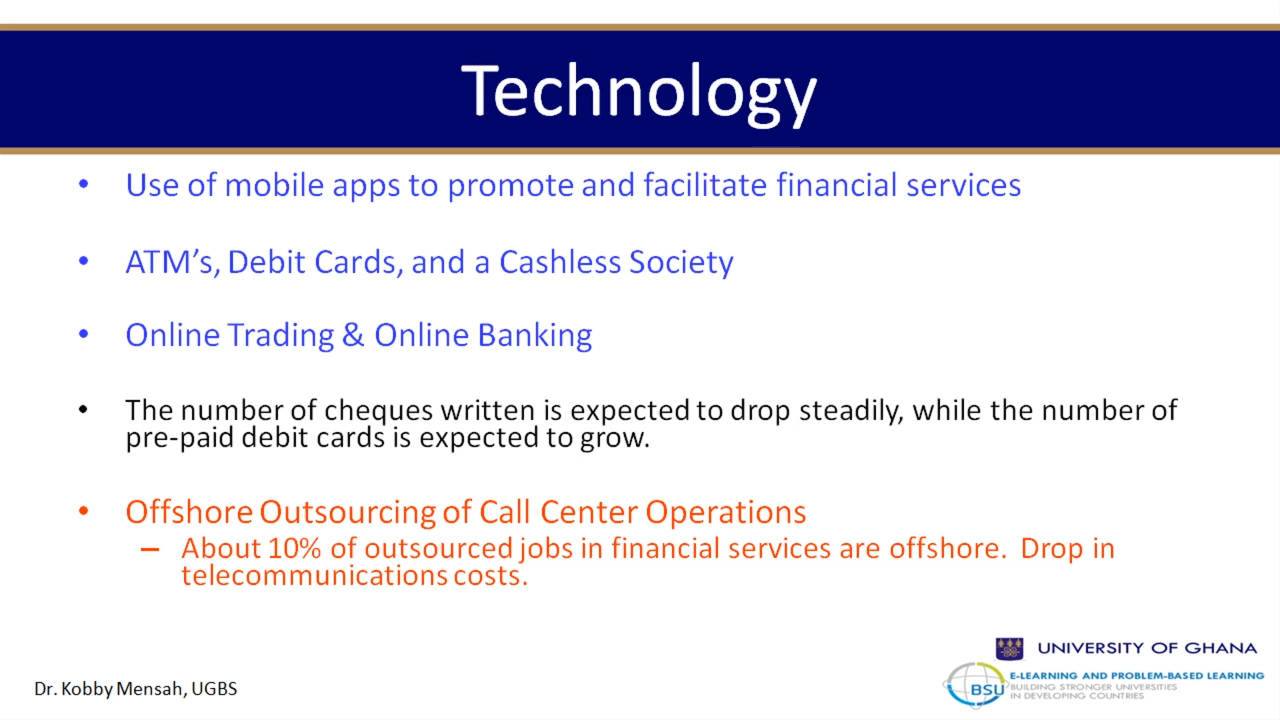 Technology
• Use of mobile apps to promote and facilitate financial services
• ATM’s, Debit Cards, and a Cashless Society
• Online Trading & Online Banking
• The number of cheques written is expected to drop steadily, while the number of
pre-paid debit cards is expected to grow.
• Offshore Outsourcing of Call Center Operations
– About 10% of outsourced jobs in financial services are offshore. Drop in
telecommunications costs.
UNIVERSITY OF GHANA
Dr. Kobby Mensah, UGBS
BSU
E-LEARNING AND PROBLEM-BASED LEARNING
BUILDING STRONGER UNIVERSITIES
IN DEVELOPING COUNTRIES